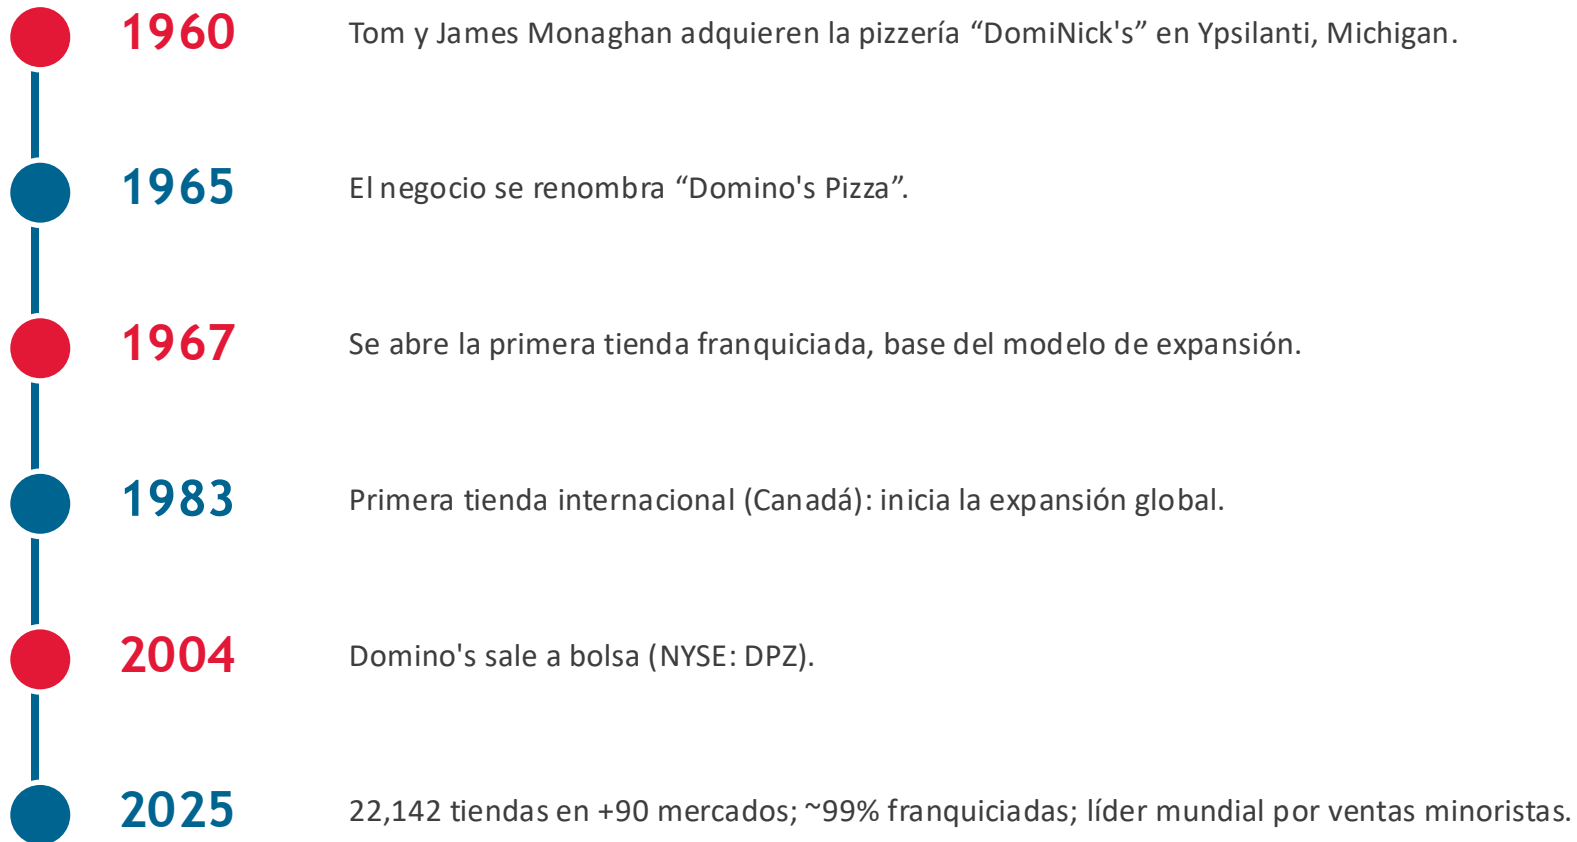 1960 Tom y James Monaghan adquieren la pizzería “DomiNick's” en Ypsilanti, Michigan.
1965 El negocio se renombra “Domino's Pizza”.
1967 Se abre la primera tienda franquiciada, base del modelo de expansión.
1983 Primera tienda internacional (Canadá): inicia la expansión global.
2004 Domino's sale a bolsa (NYSE: DPZ).
2025 22,142 tiendas en +90 mercados; ~99% franquiciadas; líder mundial por ventas minoristas.